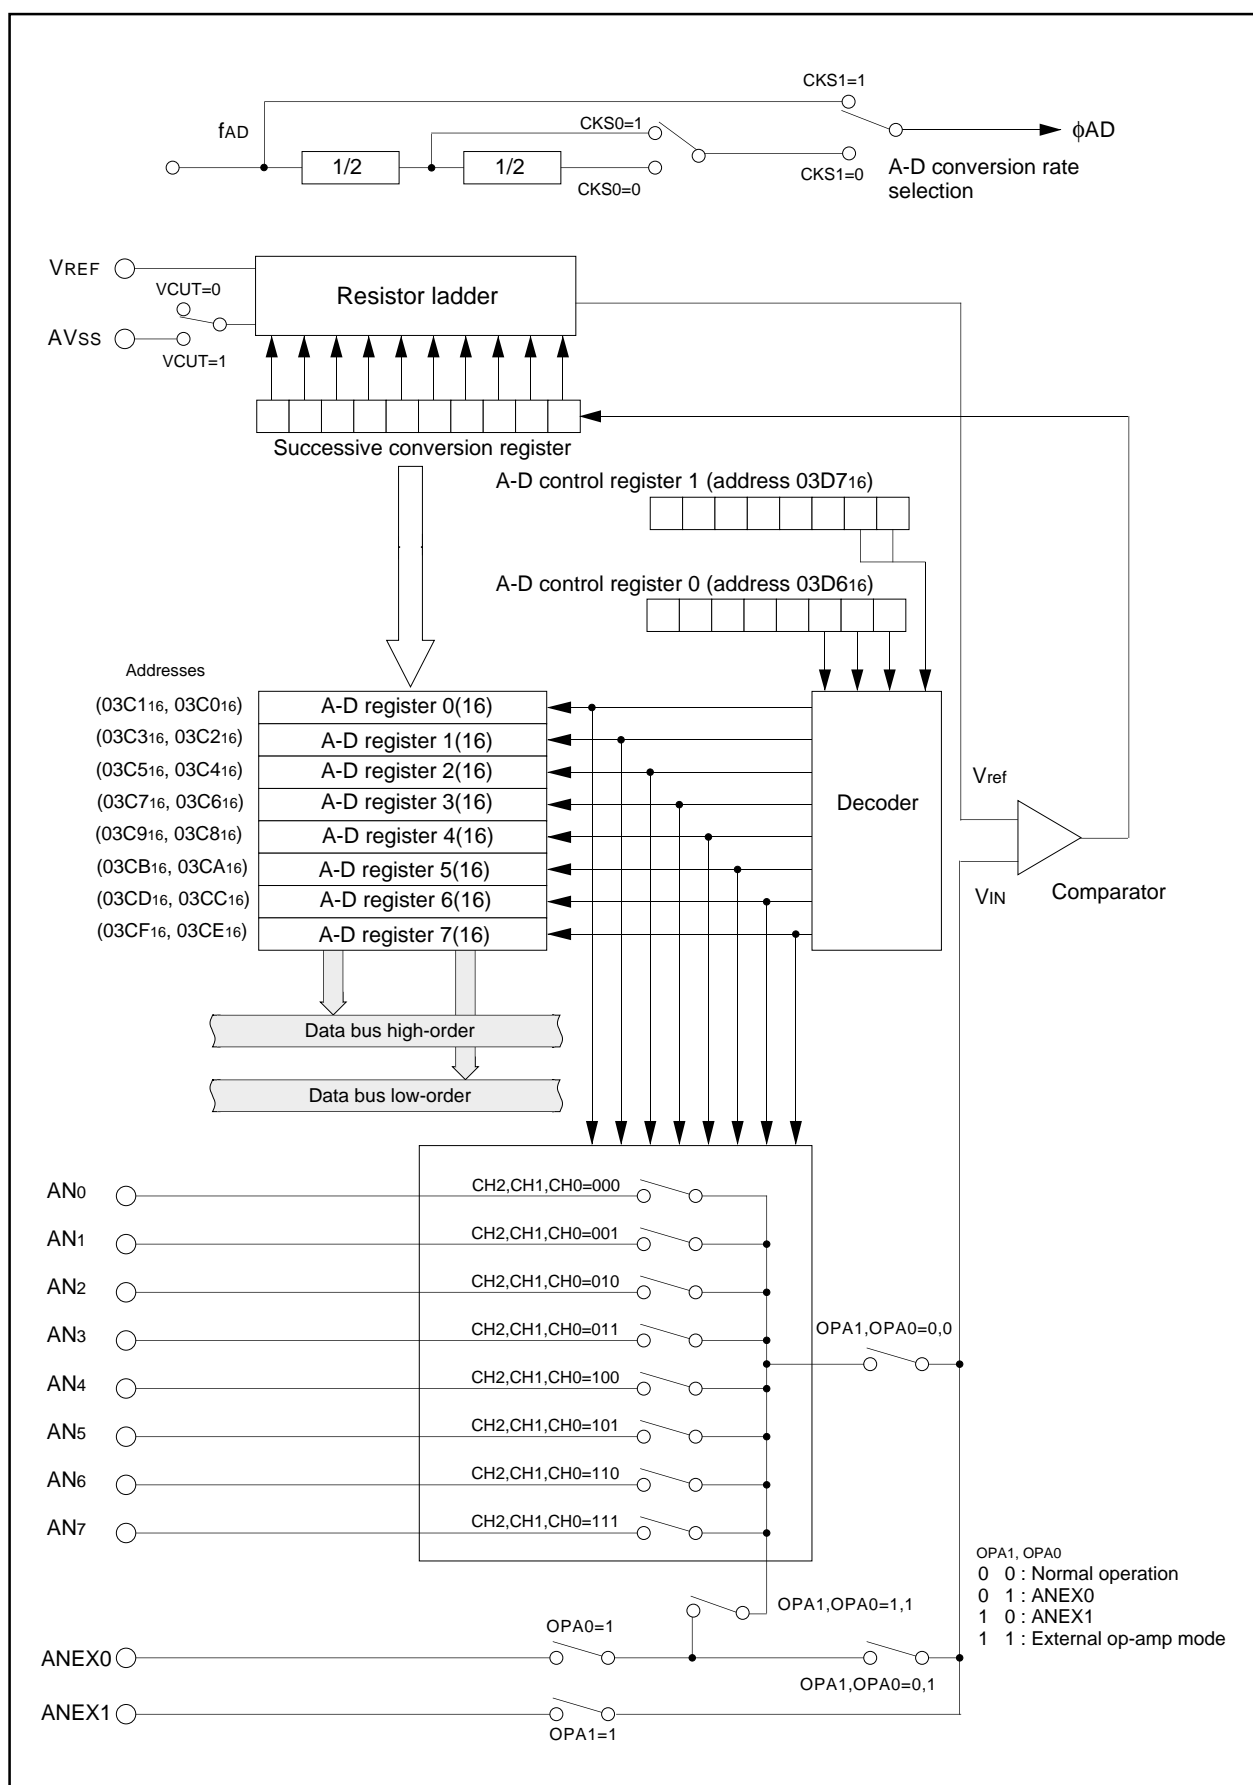 CKS1=1
fAD
CKS0=1
ϕAD
1/2
1/2
CKS0=0
CKS1=0
A-D conversion rate
selection
VREF
VCUT=0
Resistor ladder
AVss
VCUT=1
Successive conversion register
A-D control register 1 (address 03D716)
A-D control register 0 (address 03D616)
Addresses
(03C116, 03C016)
A-D register 0(16)
(03C316, 03C216)
A-D register 1(16)
(03C516, 03C416)
A-D register 2(16)
(03C716, 03C616)
A-D register 3(16)
(03C916, 03C816)
A-D register 4(16)
(03CB16, 03CA16)
A-D register 5(16)
(03CD16, 03CC16)
A-D register 6(16)
(03CF16, 03CE16)
A-D register 7(16)
Decoder
Vref
VIN
Comparator
Data bus high-order
Data bus low-order
AN0
CH2,CH1,CH0=000
AN1
CH2,CH1,CH0=001
AN2
CH2,CH1,CH0=010
AN3
CH2,CH1,CH0=011
OPA1,OPA0=0,0
AN4
CH2,CH1,CH0=100
AN5
CH2,CH1,CH0=101
AN6
CH2,CH1,CH0=110
AN7
CH2,CH1,CH0=111
OPA1, OPA0
0 0 : Normal operation
0 1 : ANEX0
1 0 : ANEX1
1 1 : External op-amp mode
OPA1,OPA0=1,1
OPA0=1
ANEX0
OPA1,OPA0=0,1
ANEX1
OPA1=1